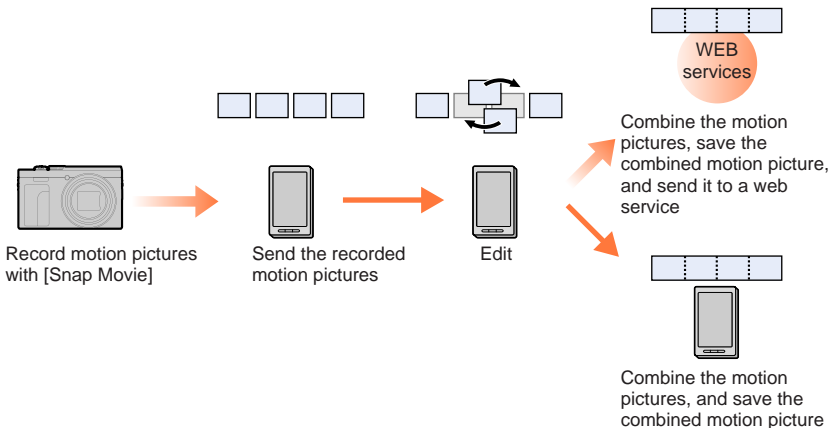 WEB
services
Combine the motion
pictures, save the
combined motion picture,
and send it to a web
service
Record motion pictures
with [Snap Movie]
Send the recorded
motion pictures
Edit
Combine the motion
pictures, and save the
combined motion picture